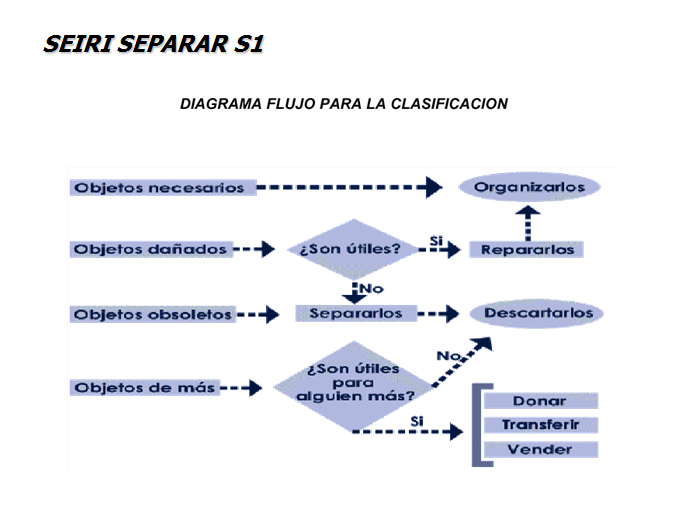 SEIRI SEPARAR S1
DIAGRAMA FLUJO PARA LA CLASIFICACION
Objetos necesarios
Organizarlos
Objetos dañados
¿Son útiles?
Si
Repararlos
No
Objetos obsoletos
Separarlos
Descartarlos
Objetos de más
¿Son útiles
para
alguien más?
No
Si
Donar
Transferir
Vender